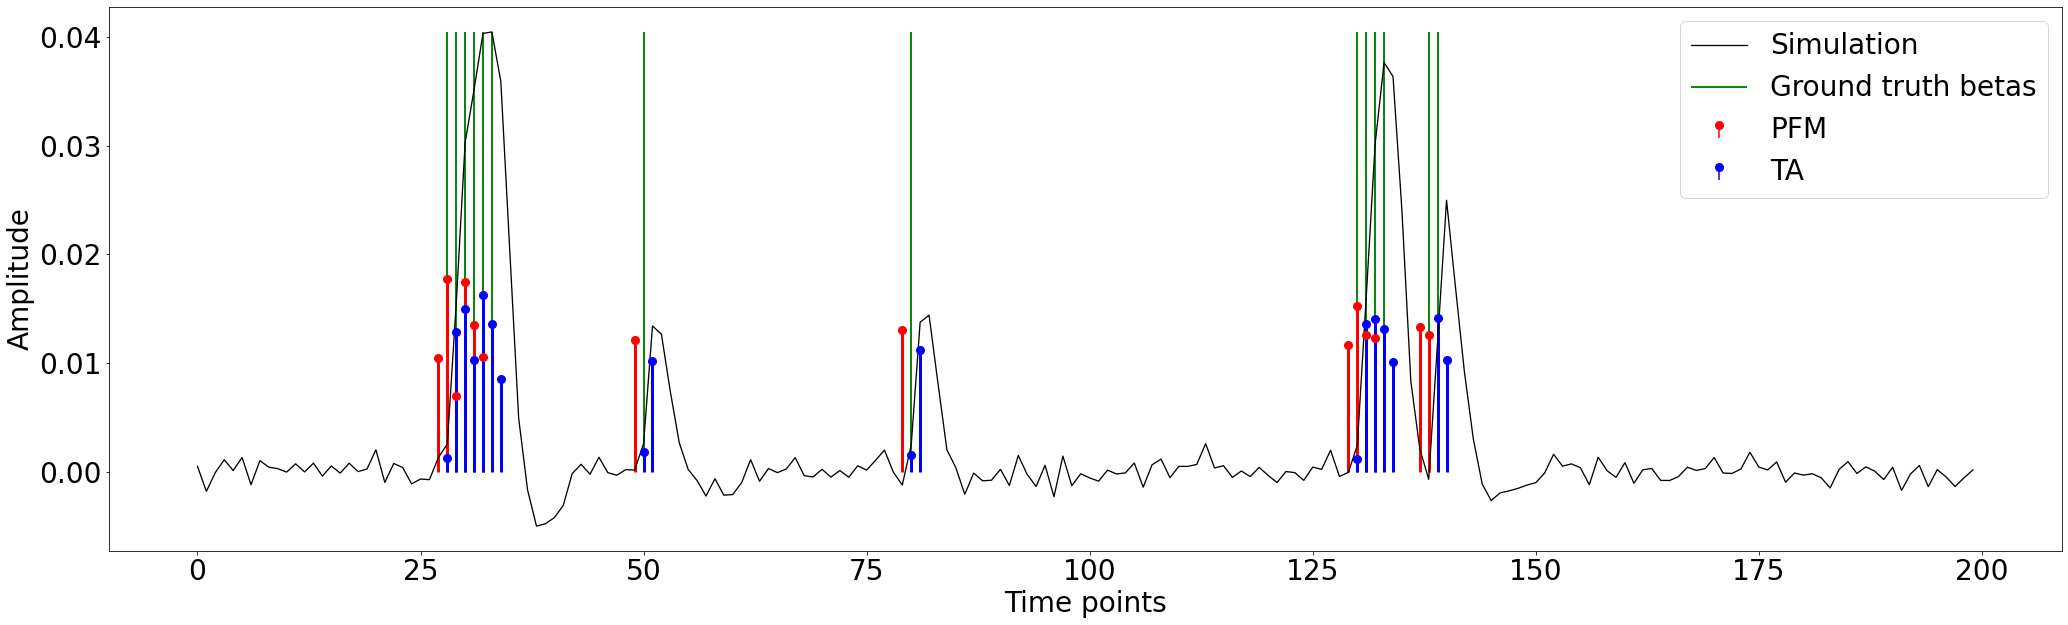 Amplitude
0.04
0.03
0.02
0.01
0.00
Simulation
Ground truth betas
PFM
TA
0 25 50 75 100 125 150 175 200
Time points